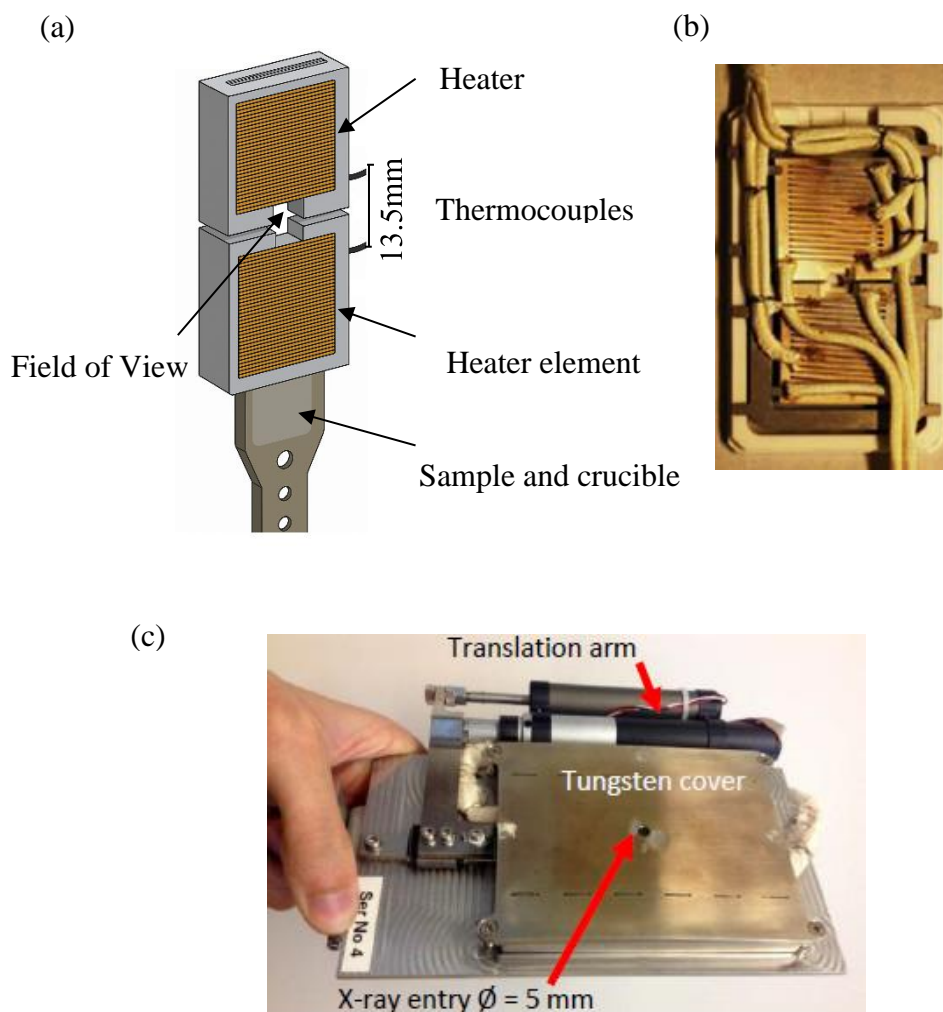 (a)
(b)
Heater
13.5mm
Thermocouples
Field of View
Heater element
Sample and crucible
(c)
Translation arm
Tungsten cover
Ser No 4
X-ray entry Ø = 5 mm